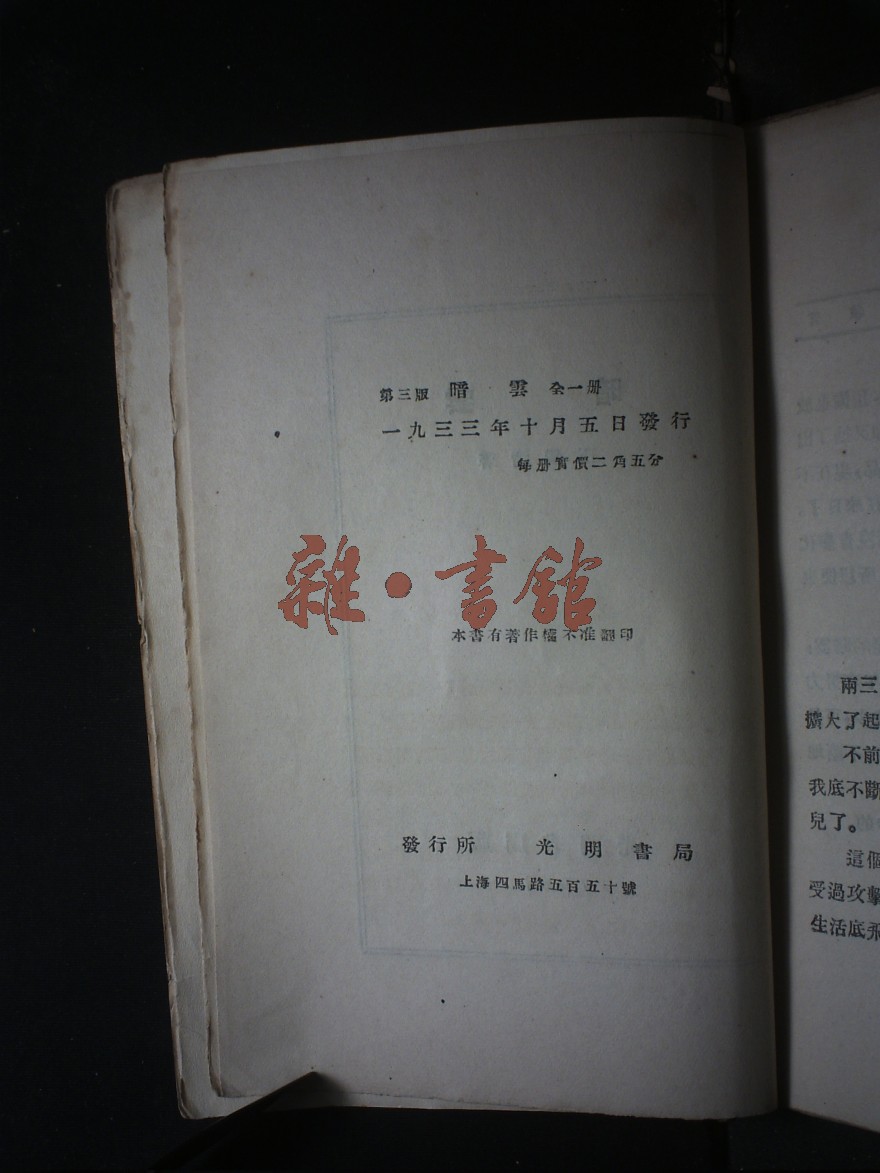 第三版 暗雲 全一册
一九三三年十月五日發行
每册實價二角五分
雜·書館
本書有著作權不准翻印
發行所 光明書局
上海四馬路五百五十號
兩三
擴大了起
不前
我底不斷
兒了。
這個
受過攻擊
生活底